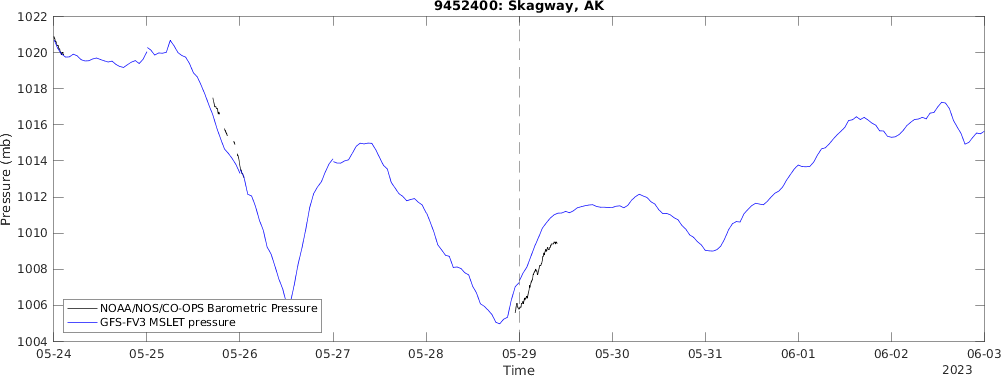 9452400: Skagway, AK
Pressure (mb)
1022
1020
1018
1016
1014
1012
1010
1008
1006
1004
NOAA/NOS/CO-OPS Barometric Pressure
GFS-FV3 MSLET pressure
05-24 05-25 05-26 05-27 05-28 05-29 05-30 05-31 06-01 06-02 06-03
Time
2023